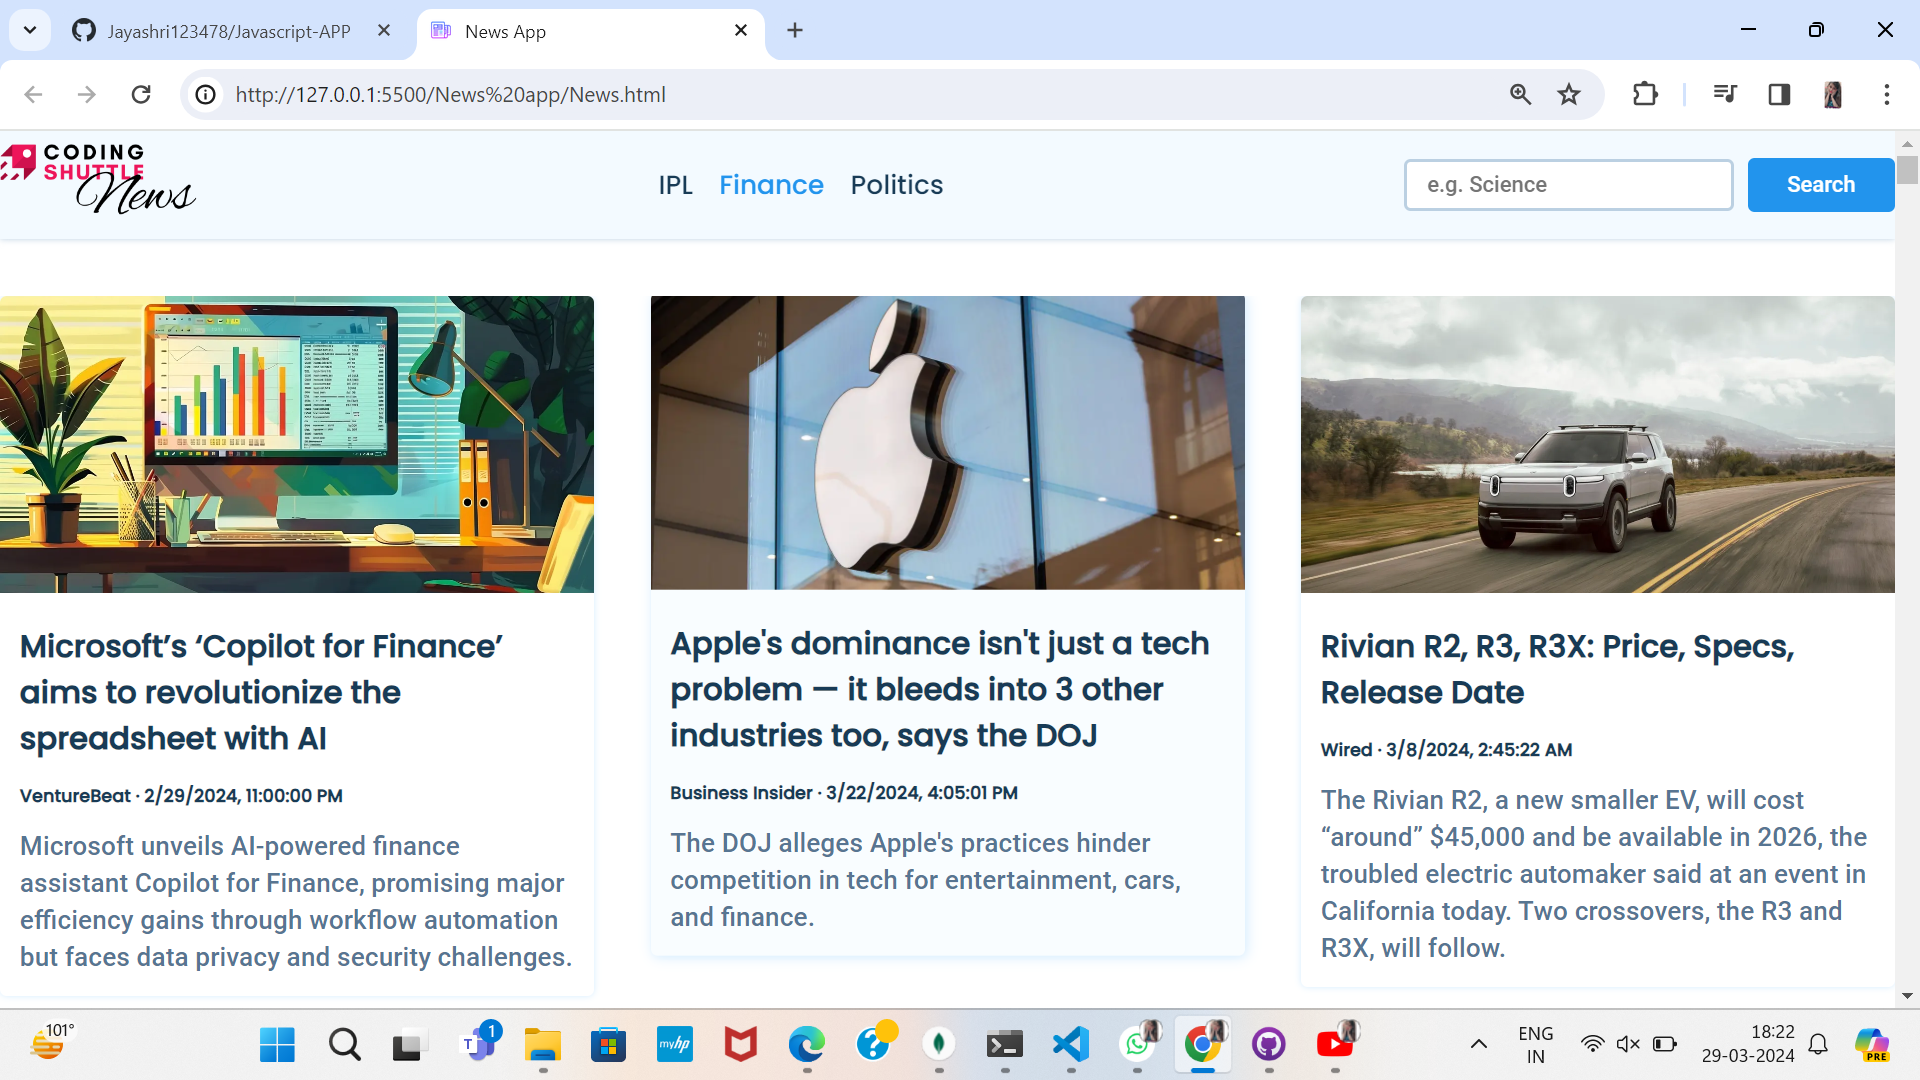 Jayashri123478/Javascript-APP
News App
http://127.0.0.1:5500/News%20app/News.html
CODING
SHUTTLE
News
IPL Finance Politics
e.g. Science
Search
Microsoft’s ‘Copilot for Finance’
aims to revolutionize the
spreadsheet with AI
VentureBeat · 2/29/2024, 11:00:00 PM
Microsoft unveils AI-powered finance
assistant Copilot for Finance, promising major
efficiency gains through workflow automation
but faces data privacy and security challenges.
Apple's dominance isn't just a tech
problem — it bleeds into 3 other
industries too, says the DOJ
Business Insider · 3/22/2024, 4:05:01 PM
The DOJ alleges Apple's practices hinder
competition in tech for entertainment, cars,
and finance.
Rivian R2, R3, R3X: Price, Specs,
Release Date
Wired · 3/8/2024, 2:45:22 AM
The Rivian R2, a new smaller EV, will cost
“around” $45,000 and be available in 2026, the
troubled electric automaker said at an event in
California today. Two crossovers, the R3 and
R3X, will follow.
101°
T
1
myhp
?
ENG
IN
18:22
29-03-2024
PRE